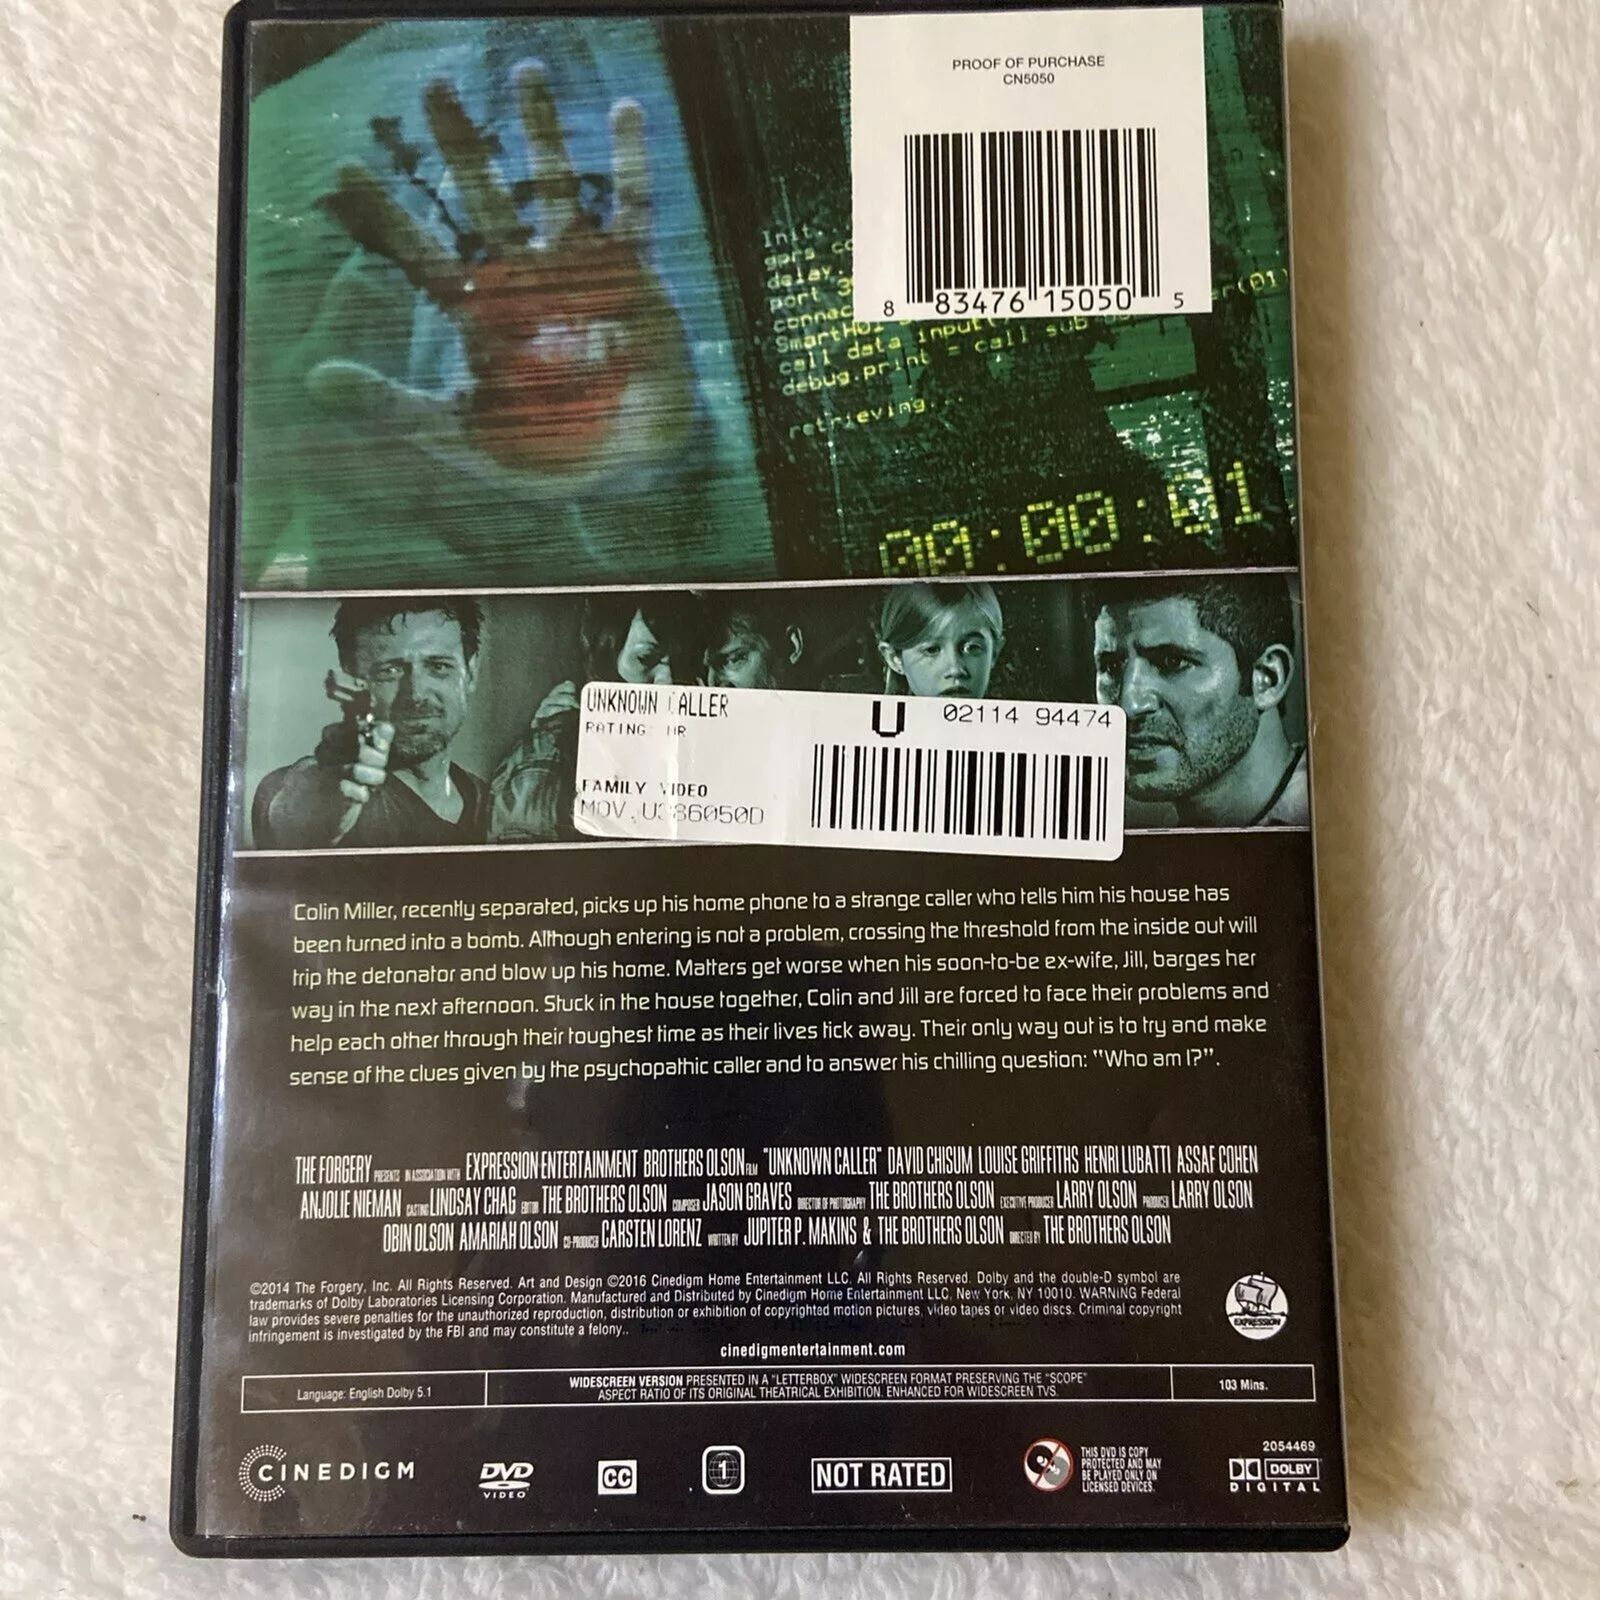 PROOF OF PURCHASE
CN5050
8 83476 15050 5
Init.
gprs
delay.
port
connec
call data input
debug.print = call sub
retrieving...
00:00:01
UNKNOWN CALLER
U 02114 94474
RATING: NR
FAMILY VIDEO
MOV.U386050D
Colin Miller, recently separated, picks up his home phone to a strange caller who tells him his house has
been turned into a bomb. Although entering is not a problem, crossing the threshold from the inside out will
trip the detonator and blow up his home. Matters get worse when his soon-to-be ex-wife, Jill, barges her
way in the next afternoon. Stuck in the house together, Colin and Jill are forced to face their problems and
help each other through their toughest time as their lives tick away. Their only way out is to try and make
sense of the clues given by the psychopathic caller and to answer his chilling question: "Who am I?".
THE FORGERY PRESENTS IN ASSOCIATION WITH EXPRESSION ENTERTAINMENT BROTHERS OLSON FILM "UNKNOWN CALLER" DAVID CHISUM LOUISE GRIFFITHS HENRI LUBATTI ASSAF COHEN
ANJOLIE NIEMAN CASTING LINDSAY CHAG EDITOR THE BROTHERS OLSON COMPOSER JASON GRAVES DIRECTOR OF PHOTOGRAPHY THE BROTHERS OLSON EXECUTIVE PRODUCER LARRY OLSON PRODUCER LARRY OLSON
OBIN OLSON AMARIAH OLSON CO-PRODUCER CARSTEN LORENZ WRITTEN BY JUPITER P. MAKINS & THE BROTHERS OLSON DIRECTED BY THE BROTHERS OLSON
©2014 The Forgery, Inc. All Rights Reserved. Art and Design ©2016 Cinedigm Home Entertainment LLC. All Rights Reserved. Dolby and the double-D symbol are
trademarks of Dolby Laboratories Licensing Corporation. Manufactured and Distributed by Cinedigm Home Entertainment LLC, New York, NY 10010. WARNING Federal
law provides severe penalties for the unauthorized reproduction, distribution or exhibition of copyrighted motion pictures, video tapes or video discs. Criminal copyright
infringement is investigated by the FBI and may constitute a felony..
EXPRESSION
cinedigmentertainment.com
Language: English Dolby 5.1
WIDESCREEN VERSION PRESENTED IN A "LETTERBOX" WIDESCREEN FORMAT PRESERVING THE "SCOPE"
ASPECT RATIO OF ITS ORIGINAL THEATRICAL EXHIBITION. ENHANCED FOR WIDESCREEN TVS.
103 Mins.
CINEDIGM
DVD
VIDEO
CC
1
NOT RATED
THIS DVD IS COPY
PROTECTED AND MAY
BE PLAYED ONLY ON
LICENSED DEVICES.
2054469
DOLBY
DIGITAL